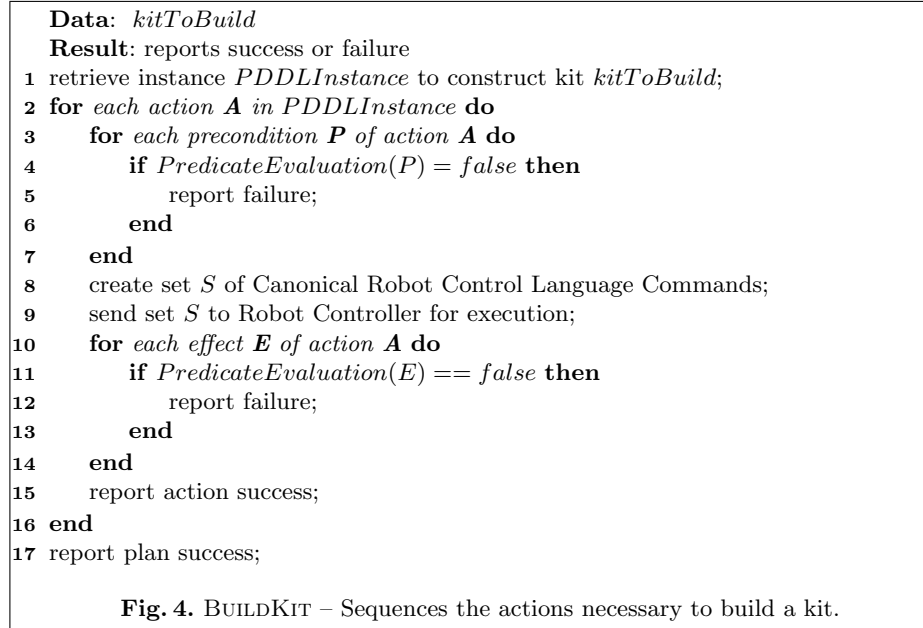 Data: kitToBuild
Result: reports success or failure
1 retrieve instance PDDLInstance to construct kit kitToBuild;
2 for each action A in PDDLInstance do
3 for each precondition P of action A do
4 if PredicateEvaluation(P) = false then
5 report failure;
6 end
7 end
8 create set S of Canonical Robot Control Language Commands;
9 send set S to Robot Controller for execution;
10 for each effect E of action A do
11 if PredicateEvaluation(E) == false then
12 report failure;
13 end
14 end
15 report action success;
16 end
17 report plan success;
Fig. 4. BUILDKIT – Sequences the actions necessary to build a kit.